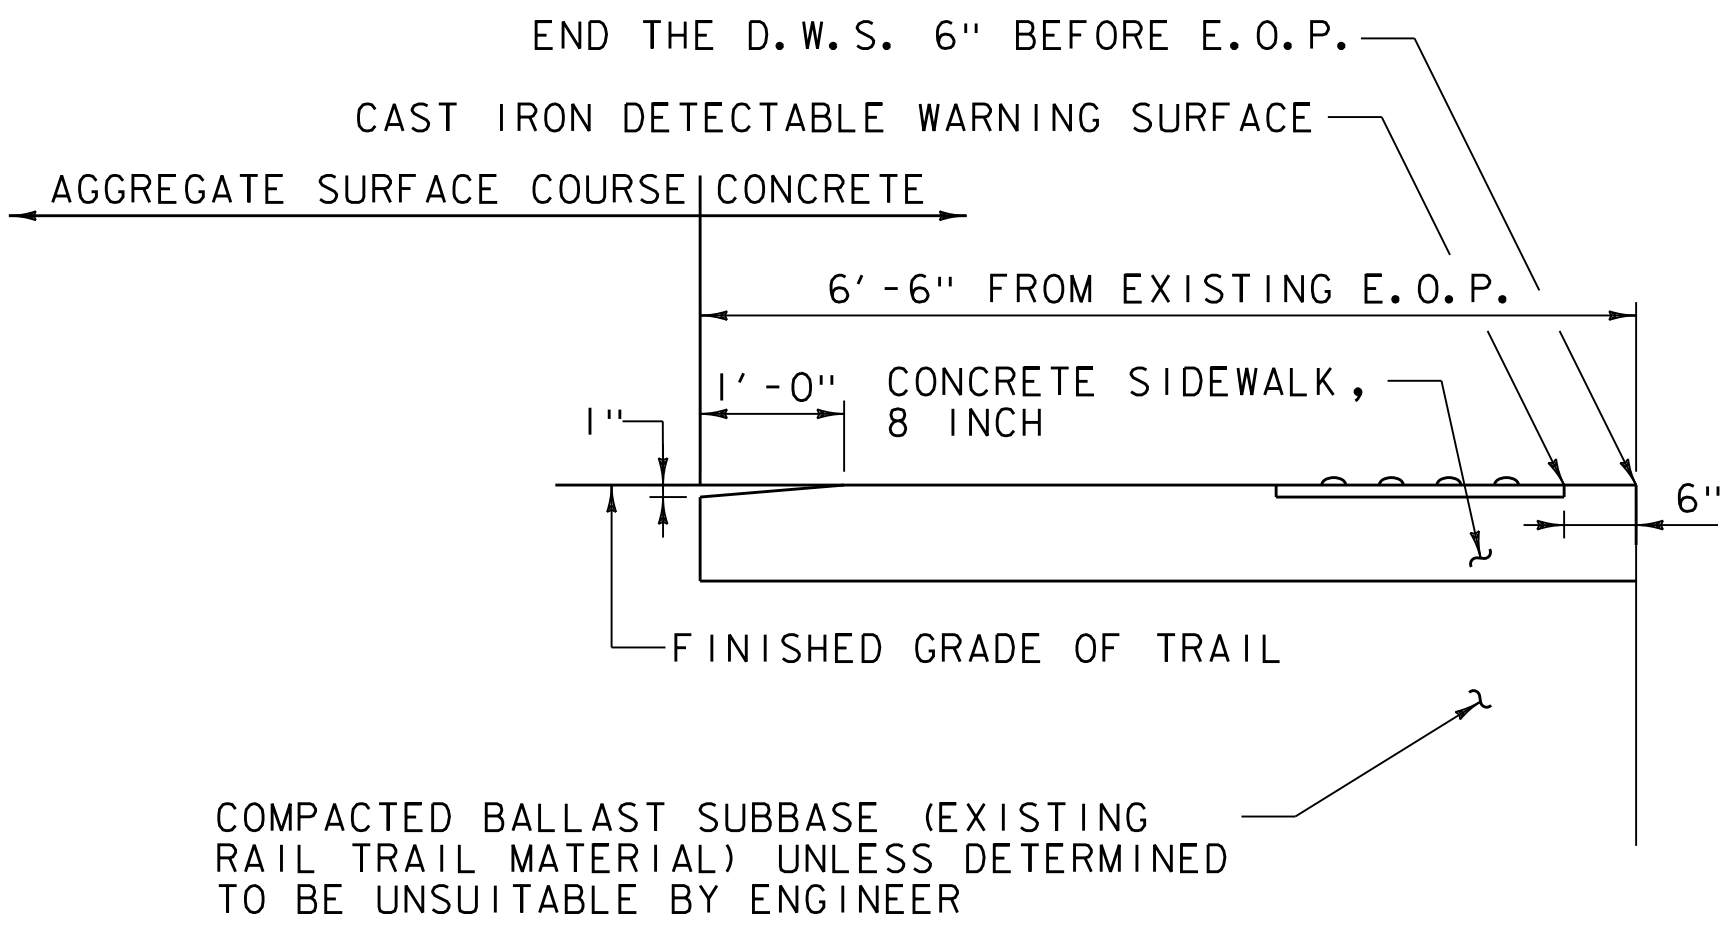 END THE D.W.S. 6" BEFORE E.O.P.
CAST IRON DETECTABLE WARNING SURFACE
AGGREGATE SURFACE COURSE
CONCRETE
6'-6" FROM EXISTING E.O.P.
1'-0"
CONCRETE SIDEWALK,
8 INCH
1"
6"
FINISHED GRADE OF TRAIL
COMPACTED BALLAST SUBBASE (EXISTING
RAIL TRAIL MATERIAL) UNLESS DETERMINED
TO BE UNSUITABLE BY ENGINEER